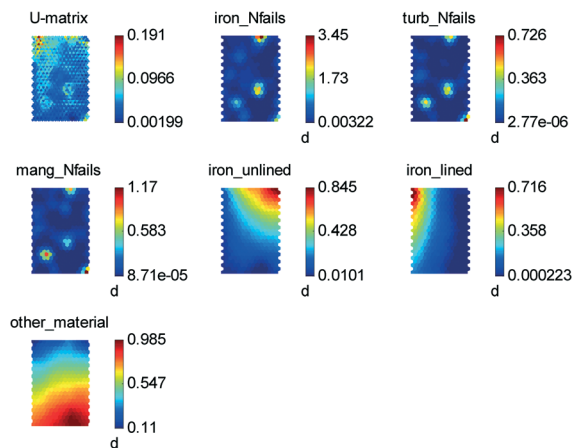 U-matrix
0.191
0.0966
0.00199
iron_Nfails
3.45
1.73
0.00322
d
turb_Nfails
0.726
0.363
2.77e-06
d
mang_Nfails
1.17
0.583
8.71e-05
d
iron_unlined
0.845
0.428
0.0101
d
iron_lined
0.716
0.358
0.000223
d
other_material
0.985
0.547
0.11
d